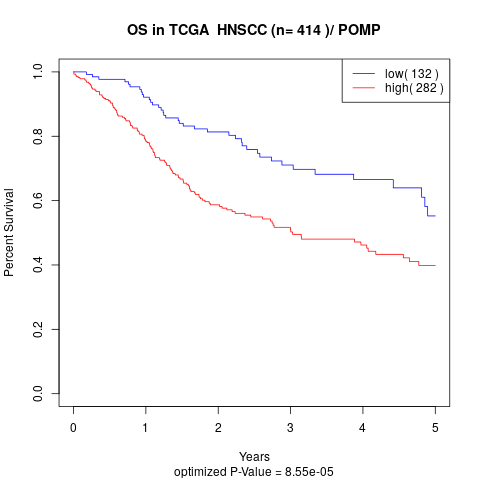 OS in TCGA  HNSCC (n= 414 )/ POMP
low( 132 )
high( 282 )
Percent Survival
1.0
0.8
0.6
0.4
0.2
0.0
0 1 2 3 4 5
Years
optimized P-Value = 8.55e-05